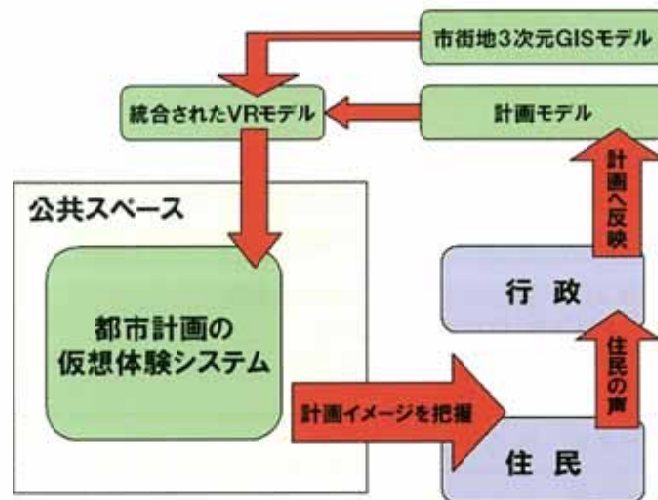 市街地3次元GISモデル
統合されたVRモデル
計画モデル
計画へ反映
公共スペース
行 政
都市計画の
仮想体験システム
住民の声
計画イメージを把握
住 民